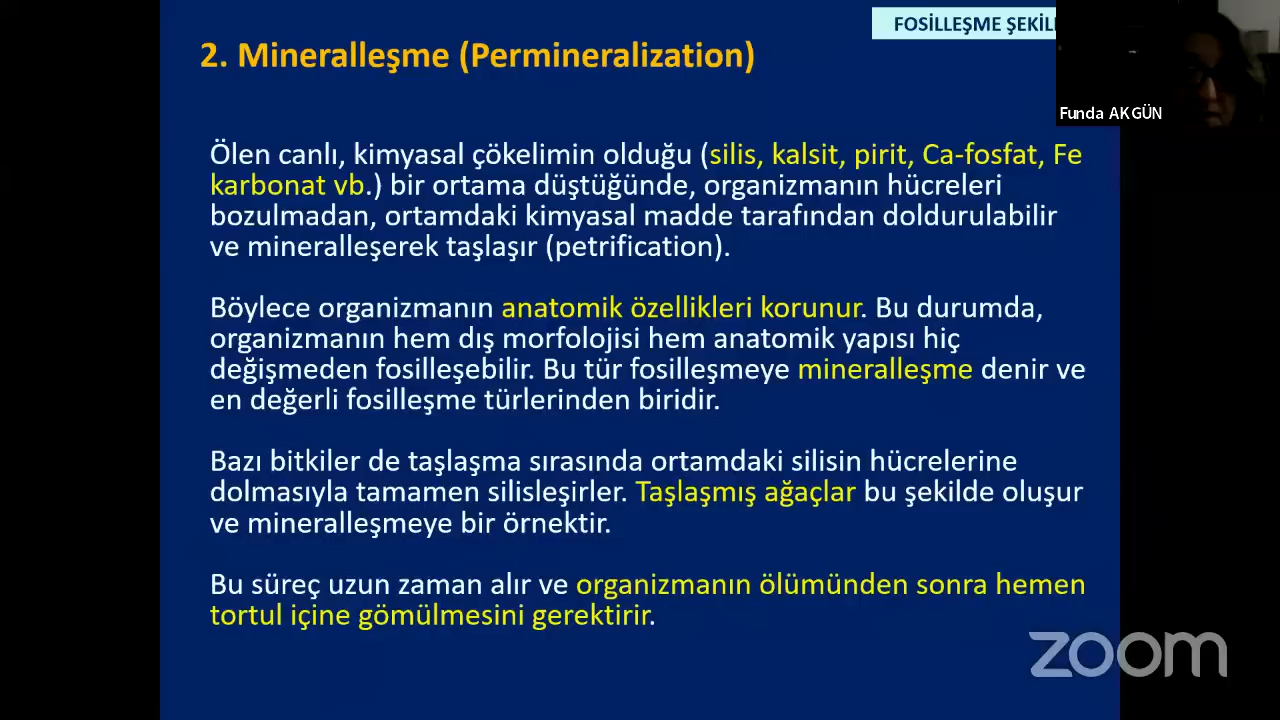 FOSİLLEŞME ŞEKİL
2. Mineralleşme (Permineralization)
Funda AKGÜN
Ölen canlı, kimyasal çökelimin olduğu (silis, kalsit, pirit, Ca-fosfat, Fe
karbonat vb.) bir ortama düştüğünde, organizmanın hücreleri
bozulmadan, ortamdaki kimyasal madde tarafından doldurulabilir
ve mineralleşerek taşlaşır (petrification).
Böylece organizmanın anatomik özellikleri korunur. Bu durumda,
organizmanın hem dış morfolojisi hem anatomik yapısı hiç
değişmeden fosilleşebilir. Bu tür fosilleşmeye mineralleşme denir ve
en değerli fosilleşme türlerinden biridir.
Bazı bitkiler de taşlaşma sırasında ortamdaki silisin hücrelerine
dolmasıyla tamamen silisleşirler. Taşlaşmış ağaçlar bu şekilde oluşur
ve mineralleşmeye bir örnektir.
Bu süreç uzun zaman alır ve organizmanın ölümünden sonra hemen
tortul içine gömülmesini gerektirir.
zoom